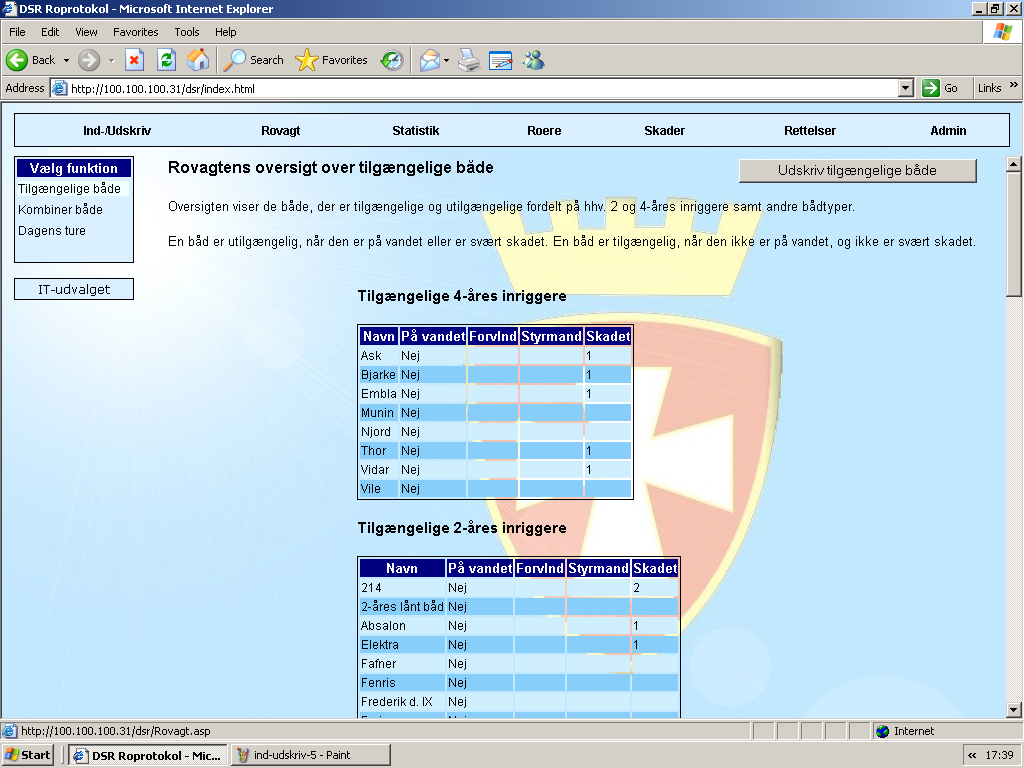 DSR Roprotokol - Microsoft Internet Explorer
File Edit View Favorites Tools Help
Back Search Favorites
Address http://100.100.100.31/dsr/index.html Go Links »
Ind-/Udskriv Rovagt Statistik Roere Skader Rettelser Admin
Vælg funktion
Tilgængelige både
Kombiner både
Dagens ture
IT-udvalget
Rovagtens oversigt over tilgængelige både
Udskriv tilgængelige både
Oversigten viser de både, der er tilgængelige og utilgængelige fordelt på hhv. 2 og 4-åres inriggere samt andre bådtyper.
En båd er utilgængelig, når den er på vandet eller er svært skadet. En båd er tilgængelig, når den ikke er på vandet, og ikke er svært skadet.
Tilgængelige 4-åres inriggere
Navn På vandet ForvInd Styrmand Skadet
Ask Nej 1
Bjarke Nej 1
Embla Nej 1
Munin Nej
Njord Nej
Thor Nej 1
Vidar Nej 1
Vile Nej
Tilgængelige 2-åres inriggere
Navn På vandet ForvInd Styrmand Skadet
214 Nej 2
2-åres lånt båd Nej
Absalon Nej 1
Elektra Nej 1
Fafner Nej
Fenris Nej
Frederik d. IX Nej
http://100.100.100.31/dsr/Rovagt.asp Internet
Start DSR Roprotokol - Mic... ind-udskriv-5 - Paint « 17:39